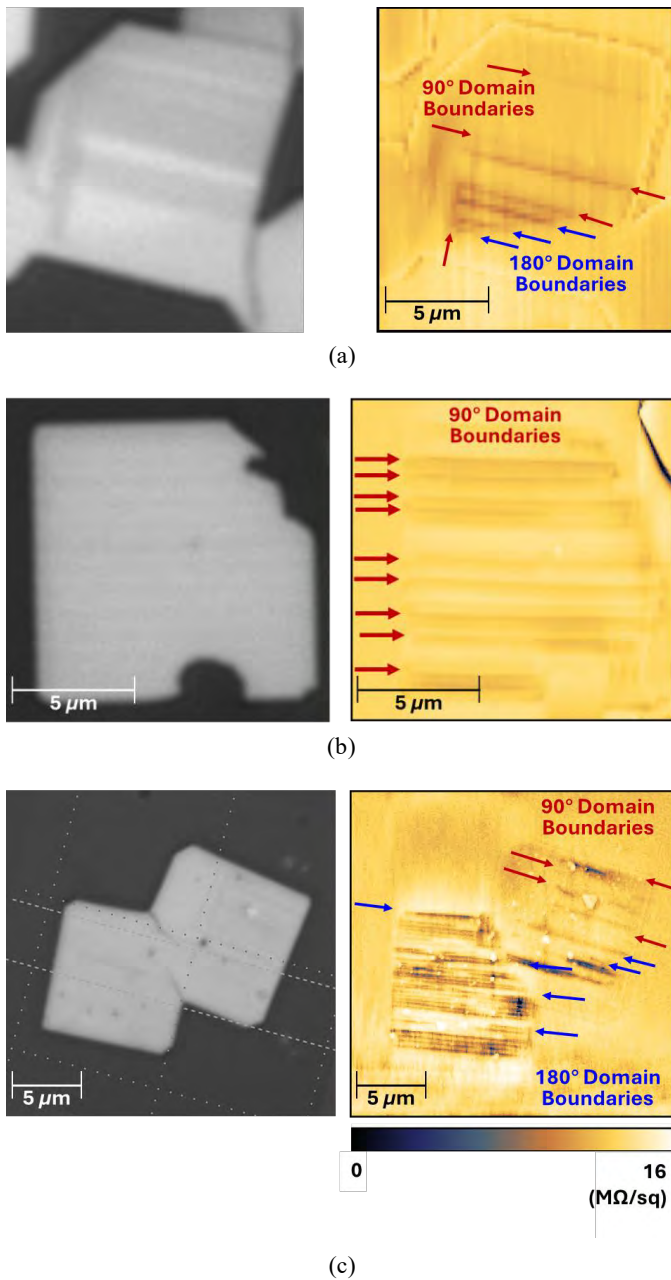 90° Domain
Boundaries
180° Domain
Boundaries
5 µm
(a)
90° Domain
Boundaries
5 µm
5 µm
(b)
90° Domain
Boundaries
5 µm
5 µm
180° Domain
Boundaries
0
16
(MΩ/sq)
(c)